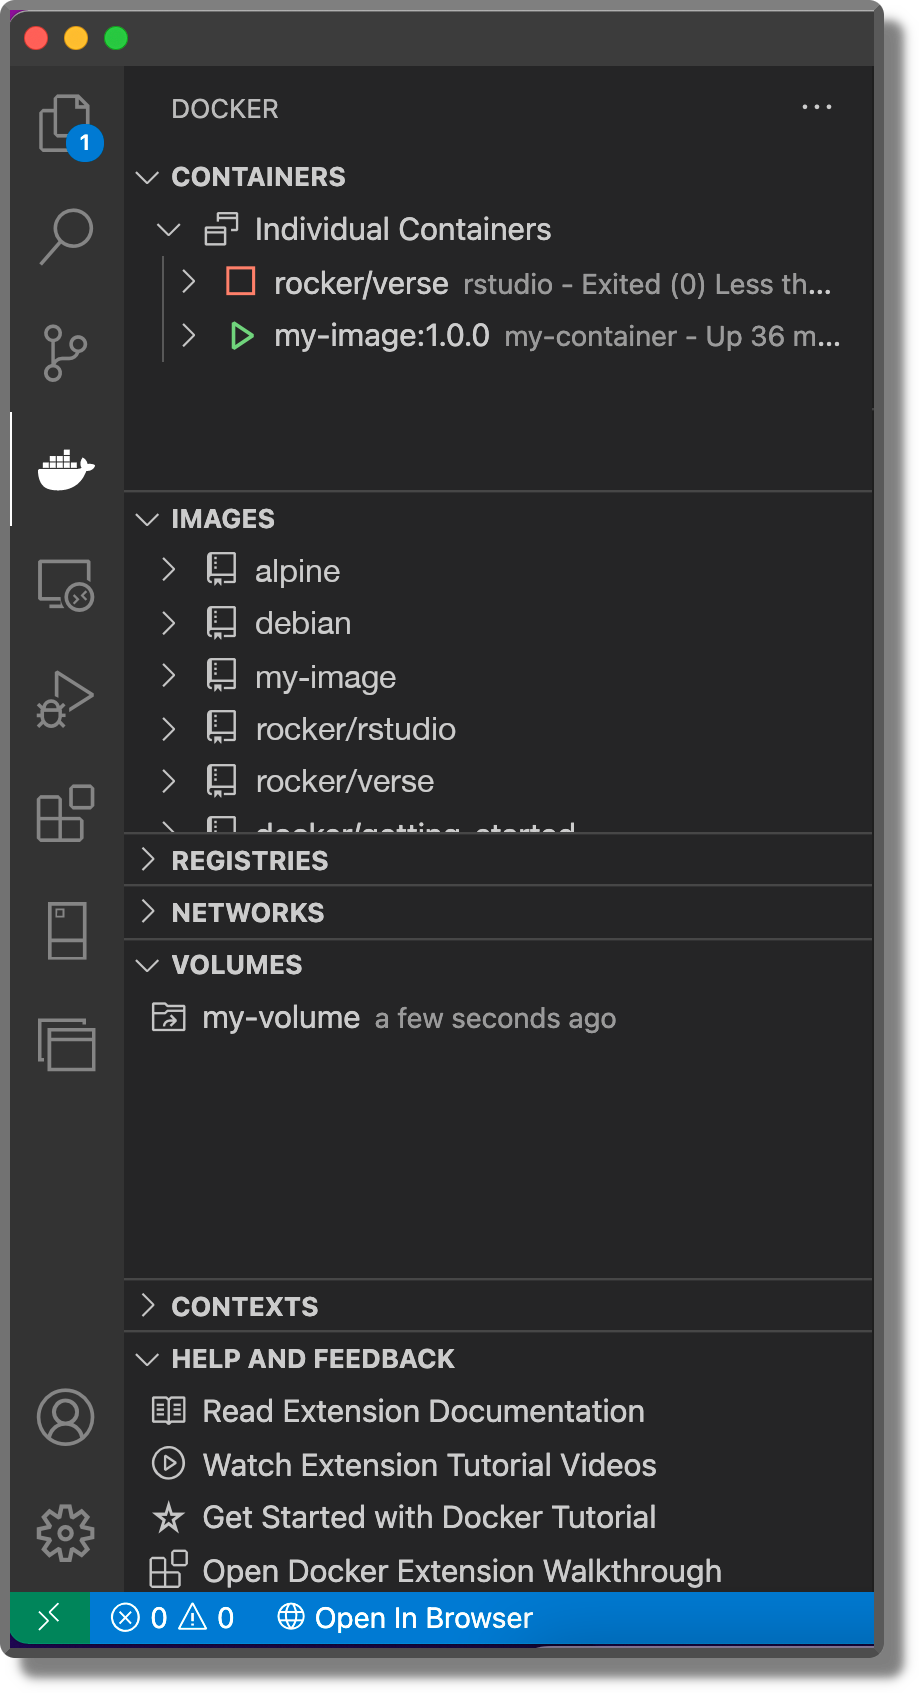 DOCKER
1
CONTAINERS
Individual Containers
rocker/verse rstudio - Exited (0) Less th...
my-image:1.0.0 my-container - Up 36 m...
IMAGES
alpine
debian
my-image
rocker/rstudio
rocker/verse
docker/getting-started
REGISTRIES
NETWORKS
VOLUMES
my-volume a few seconds ago
CONTEXTS
HELP AND FEEDBACK
Read Extension Documentation
Watch Extension Tutorial Videos
Get Started with Docker Tutorial
Open Docker Extension Walkthrough
0 0 Open In Browser